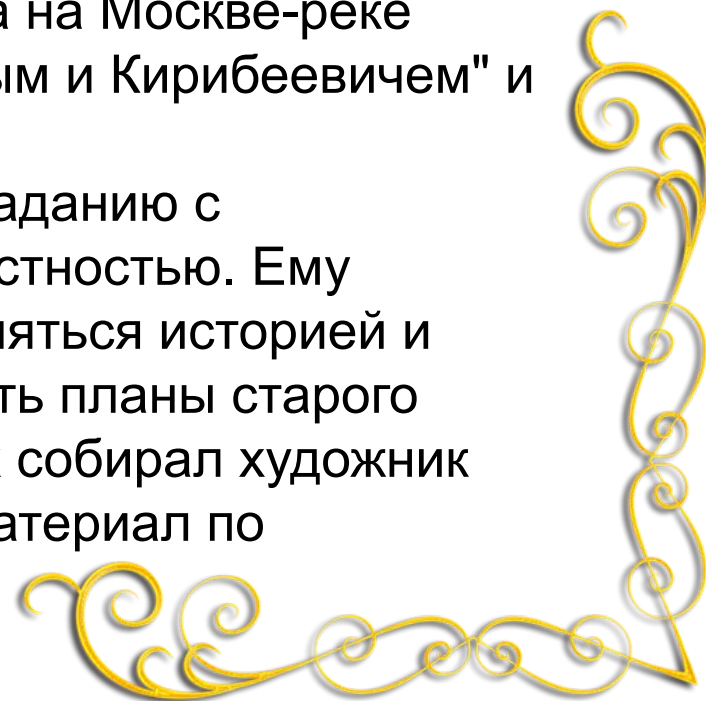 а на Москве-реке
ым и Кирибеевичем" и
аданию с
стностью. Ему
няться историей и
ть планы старого
собирал художник
атериал по